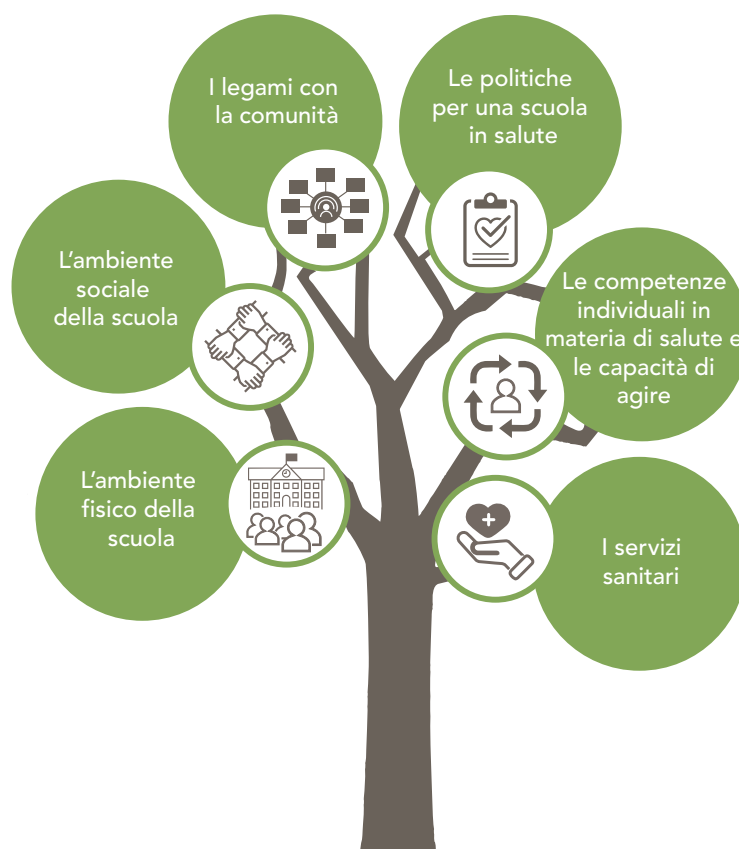 I legami con
la comunità
Le politiche
per una scuola
in salute
L'ambiente
sociale
della scuola
Le competenze
individuali in
materia di salute e
le capacità di
agire
L'ambiente
fisico della
scuola
I servizi
sanitari